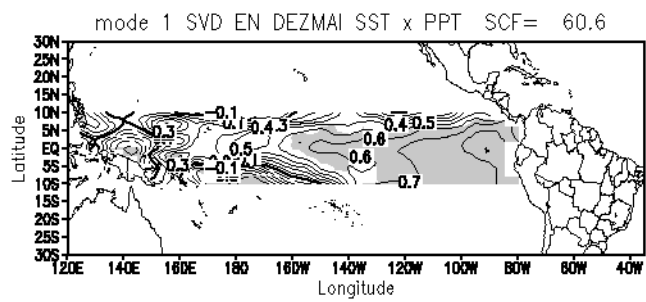 mode 1 SVD EN DEZMAI SST x PPT SCF= 60.6
30N
25N
20N
15N
10N
5N
EQ
5S
10S
15S
20S
25S
30S
Latitude
-0.1
0.3
0.4
0.3
0.4
0.5
0.6
0.5
0.6
0.3
-0.1
0.7
120E 140E 160E 180 160W 140W 120W 100W 80W 60W 40W
Longitude